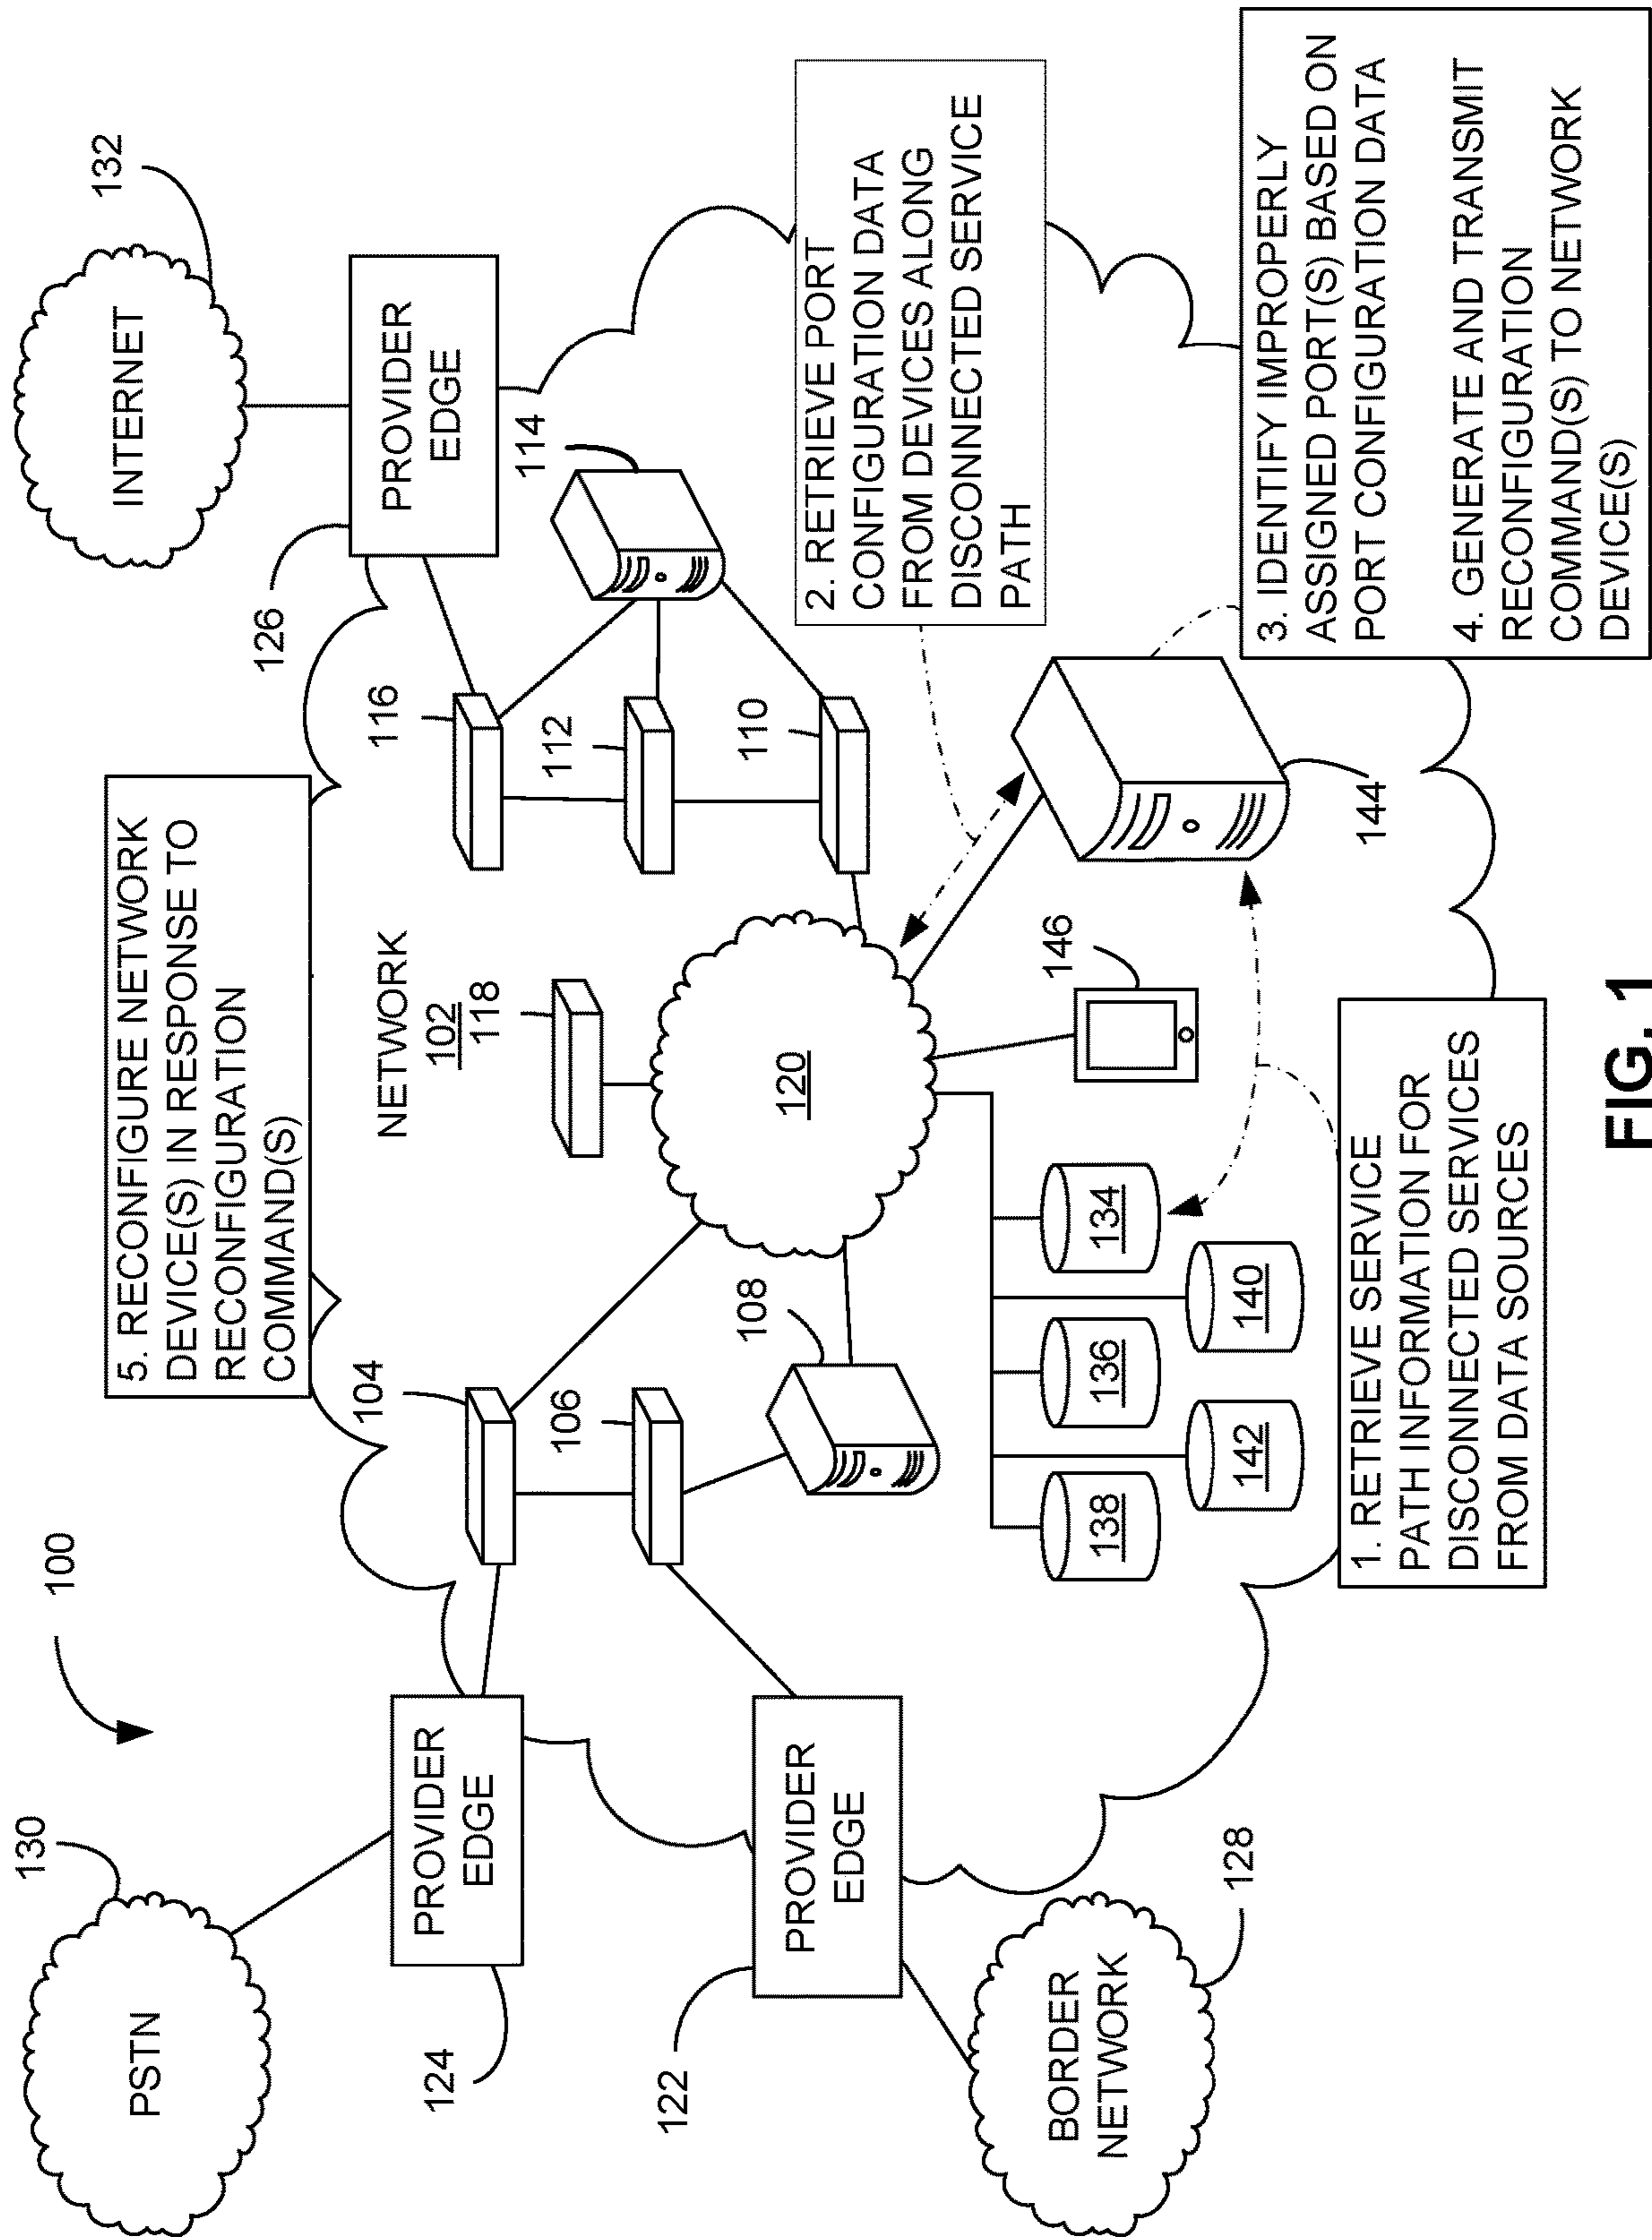 100
5. RECONFIGURE NETWORK
DEVICE(S) IN RESPONSE TO
RECONFIGURATION
COMMAND(S)
130
PSTN
124
PROVIDER
EDGE
INTERNET
132
126
PROVIDER
EDGE
NETWORK
102
104
106
108
118
116
112
110
114
122
PROVIDER
EDGE
BORDER
NETWORK
128
120
134
136
138
140
142
146
144
2. RETRIEVE PORT
CONFIGURATION DATA
FROM DEVICES ALONG
DISCONNECTED SERVICE
PATH
1. RETRIEVE SERVICE
PATH INFORMATION FOR
DISCONNECTED SERVICES
FROM DATA SOURCES
3. IDENTIFY IMPROPERLY
ASSIGNED PORT(S) BASED ON
PORT CONFIGURATION DATA
4. GENERATE AND TRANSMIT
RECONFIGURATION
COMMAND(S) TO NETWORK
DEVICE(S)
FIG. 1